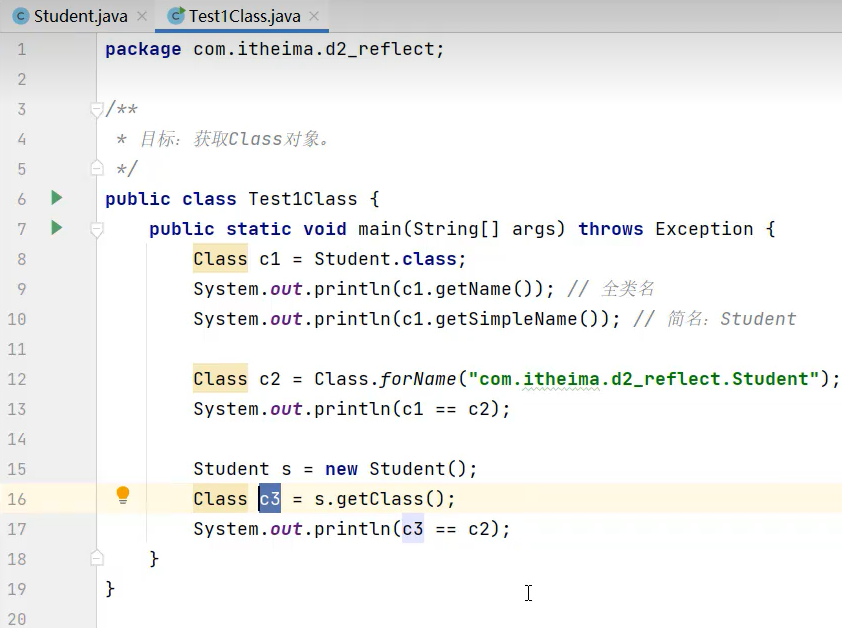 Student.java × Test1Class.java ×
1 package com.itheima.d2_reflect;
2
3 /**
4 * 目标：获取Class对象。
5 */
6 public class Test1Class {
7 public static void main(String[] args) throws Exception {
8 Class c1 = Student.class;
9 System.out.println(c1.getName()); // 全类名
10 System.out.println(c1.getSimpleName()); // 简名：Student
11
12 Class c2 = Class.forName("com.itheima.d2_reflect.Student");
13 System.out.println(c1 == c2);
14
15 Student s = new Student();
16 Class c3 = s.getClass();
17 System.out.println(c3 == c2);
18 }
19 }
20